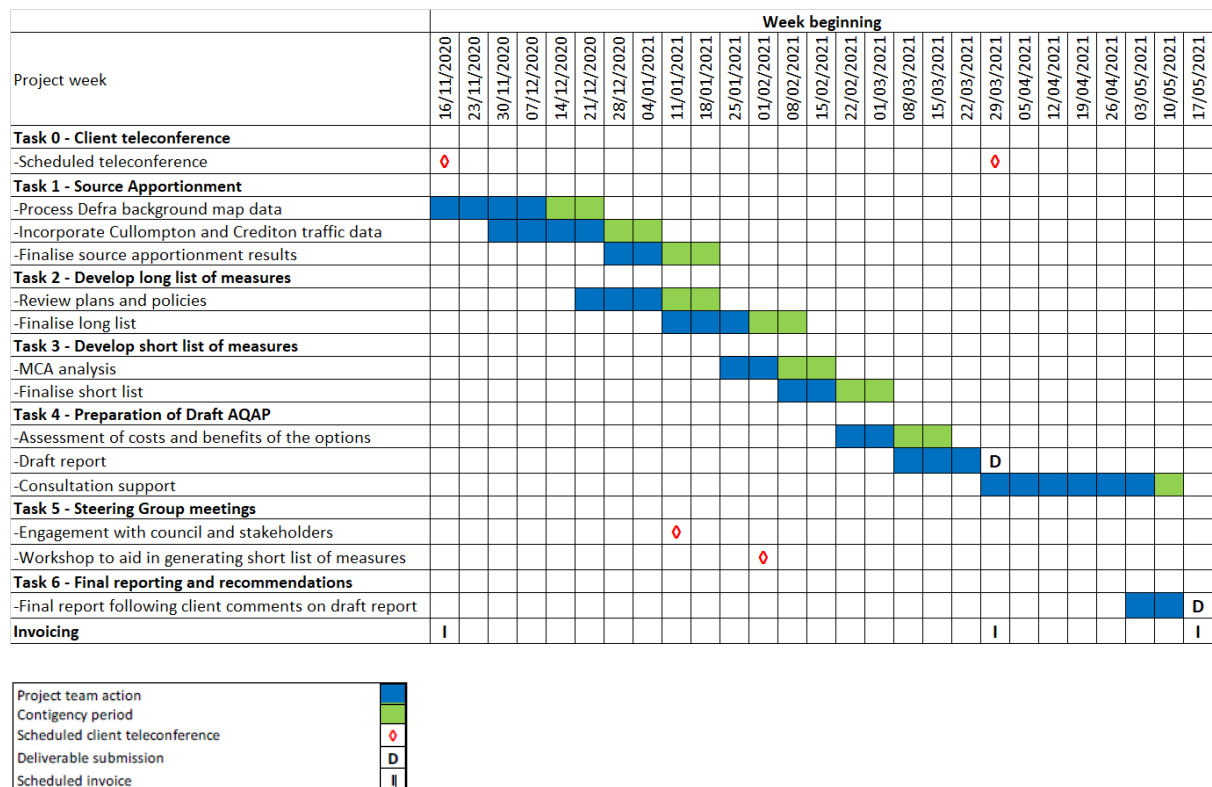 Week beginning
Project week
16/11/2020
23/11/2020
30/11/2020
07/12/2020
14/12/2020
21/12/2020
28/12/2020
04/01/2021
11/01/2021
18/01/2021
25/01/2021
01/02/2021
08/02/2021
15/02/2021
22/02/2021
01/03/2021
08/03/2021
15/03/2021
22/03/2021
29/03/2021
05/04/2021
12/04/2021
19/04/2021
26/04/2021
03/05/2021
10/05/2021
17/05/2021
Task 0 - Client teleconference
-Scheduled teleconference ◊ ◊
Task 1 - Source Apportionment
-Process Defra background map data
-Incorporate Cullompton and Crediton traffic data
-Finalise source apportionment results
Task 2 - Develop long list of measures
-Review plans and policies
-Finalise long list
Task 3 - Develop short list of measures
-MCA analysis
-Finalise short list
Task 4 - Preparation of Draft AQAP
-Assessment of costs and benefits of the options
-Draft report D
-Consultation support
Task 5 - Steering Group meetings
-Engagement with council and stakeholders ◊
-Workshop to aid in generating short list of measures ◊
Task 6 - Final reporting and recommendations
-Final report following client comments on draft report D
Invoicing I I I
Project team action
Contigency period
Scheduled client teleconference ◊
Deliverable submission D
Scheduled invoice I